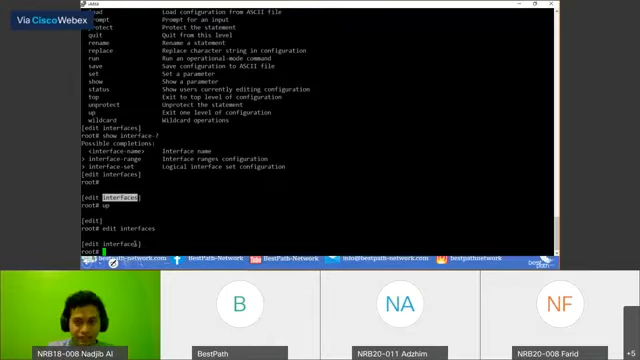 Via Cisco Webex
vMX#
load Load configuration from ASCII file
prompt Prompt for an input
protect Protect the statement
quit Quit from this level
rename Rename a statement
replace Replace character string in configuration
run Run an operational-mode command
save Save configuration to ASCII file
set Set a parameter
show Show a parameter
status Show users currently editing configuration
top Exit to top level of configuration
unprotect Unprotect the statement
up Exit one level of configuration
wildcard Wildcard operations
[edit interfaces]
root# show interface-?
Possible completions:
<interface-name> Interface name
> interface-range Interface ranges configuration
> interface-set Logical interface set configuration
[edit interfaces]
root#
[edit interfaces]
root# up
[edit]
root# edit interfaces
[edit interfaces]
root#
bestpath-network.com BestPath-Network BestPath-Network BestPath-Network bestpathnetwork
best
path
B
NA
NF
NRB18-008 Nadjib Al
BestPath
NRB20-011 Adzhim
NRB20-008 Farid
+5